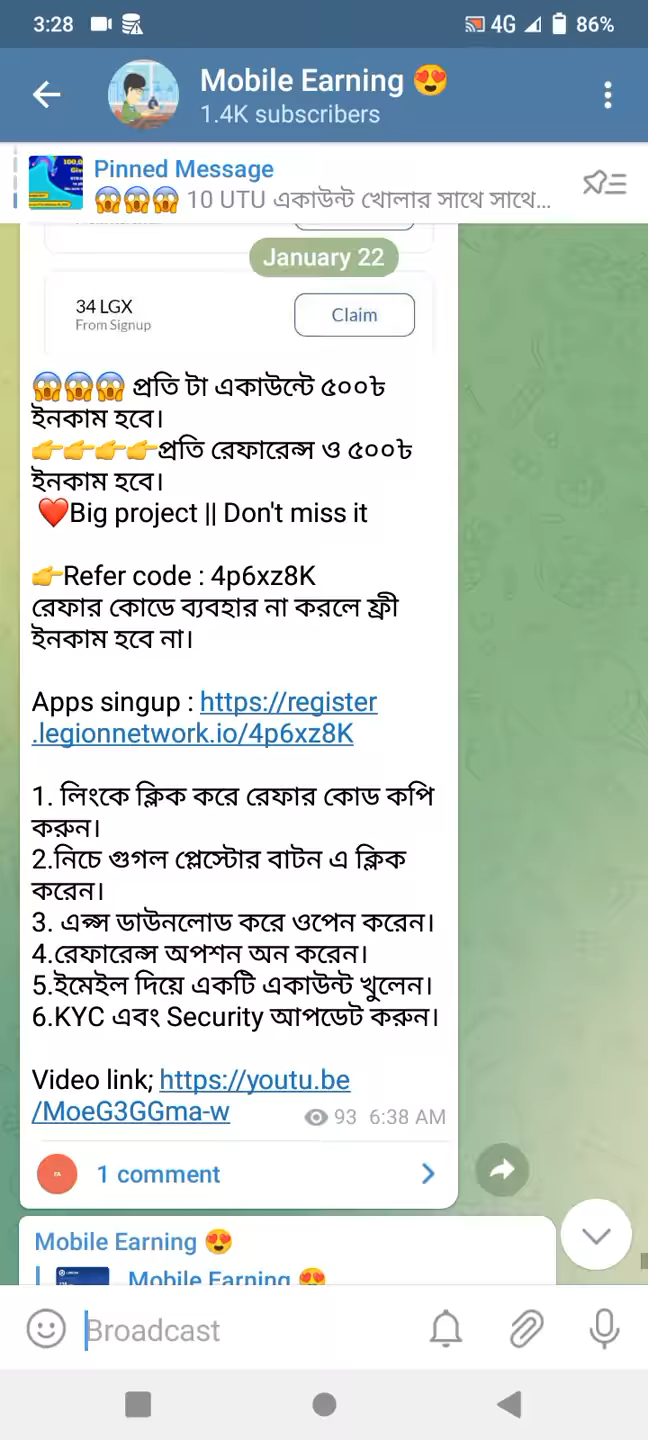 3:28 4G 86%
Mobile Earning 😍
1.4K subscribers
Pinned Message
😱😱😱 10 UTU একাউন্ট খোলার সাথে সাথে...
January 22
34 LGX
From Signup
Claim
😱😱😱 প্রতি টা একাউন্টে ৫০০৳
ইনকাম হবে।
👉👉👉👉প্রতি রেফারেন্স ও ৫০০৳
ইনকাম হবে।
❤️Big project || Don't miss it
👉Refer code : 4p6xz8K
রেফার কোডে ব্যবহার না করলে ফ্রী
ইনকাম হবে না।
Apps singup : https://register
.legionnetwork.io/4p6xz8K
1. লিংকে ক্লিক করে রেফার কোড কপি
করুন।
2.নিচে গুগল প্লেস্টোর বাটন এ ক্লিক
করেন।
3. এপ্স ডাউনলোড করে ওপেন করেন।
4.রেফারেন্স অপশন অন করেন।
5.ইমেইল দিয়ে একটি একাউন্ট খুলেন।
6.KYC এবং Security আপডেট করুন।
Video link; https://youtu.be
/MoeG3GGma-w 93 6:38 AM
1 comment
Mobile Earning 😍
Mobile Earning 😍
Broadcast